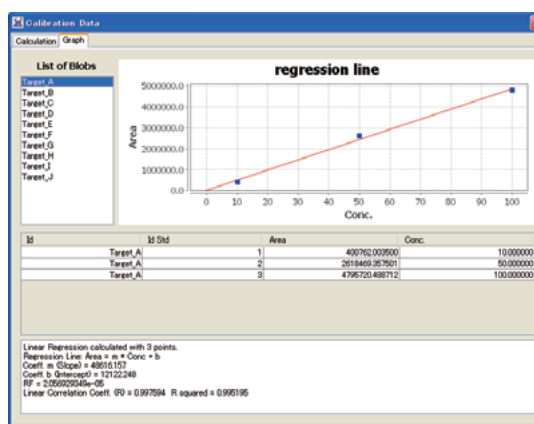 Calibration Data
Calculation Graph
List of Blobs
Target_A
Target_B
Target_C
Target_D
Target_E
Target_F
Target_G
Target_H
Target_I
Target_J
regression line
5000000.0
4000000.0
3000000.0
2000000.0
1000000.0
0.0
Area
0 10 20 30 40 50 60 70 80 90 100
Conc.
Id Id Std Area Conc.
Target_A 1 400762.003500 10.000000
Target_A 2 2618469.357501 50.000000
Target_A 3 4795720.488712 100.000000
Linear Regression calculated with 3 points.
Regression Line: Area = m * Conc + b
Coeff. m (Slope) = 48616.157
Coeff. b (Intercept) = 12122.248
RF = 2.056929349e-05
Linear Correlation Coeff. (R) = 0.997594 R squared = 0.995195